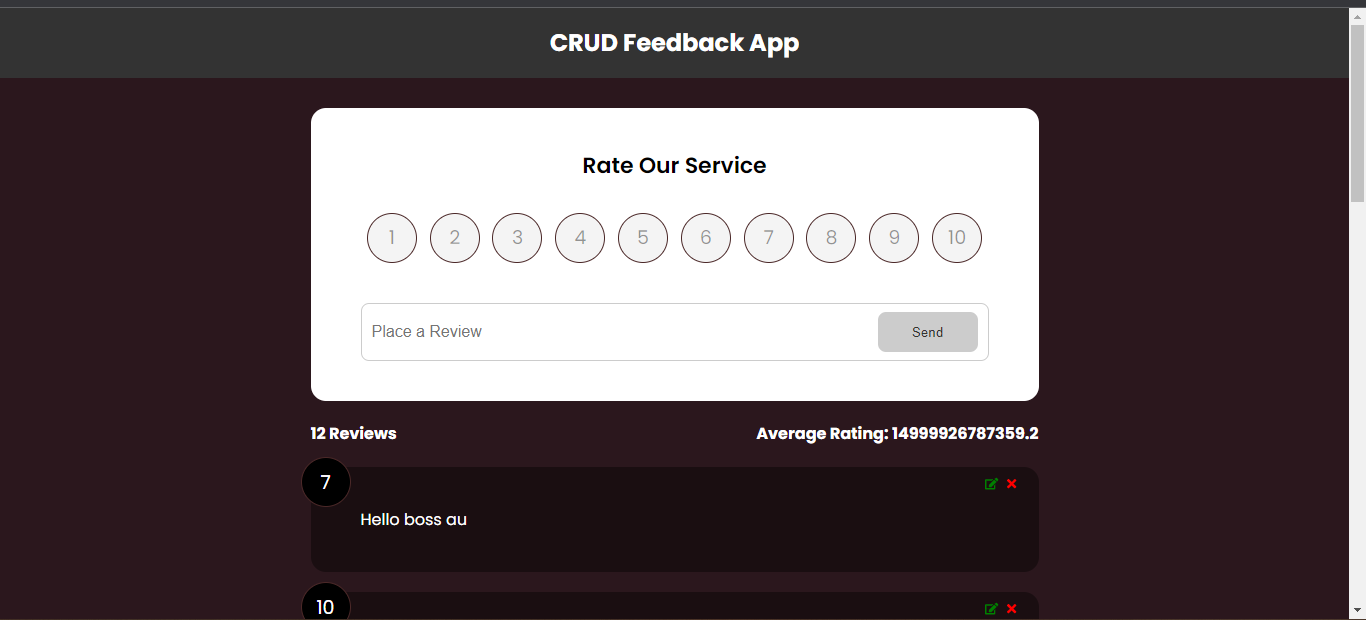 CRUD Feedback App
Rate Our Service
1 2 3 4 5 6 7 8 9 10
Place a Review Send
12 Reviews Average Rating: 14999926787359.2
7
Hello boss au
10